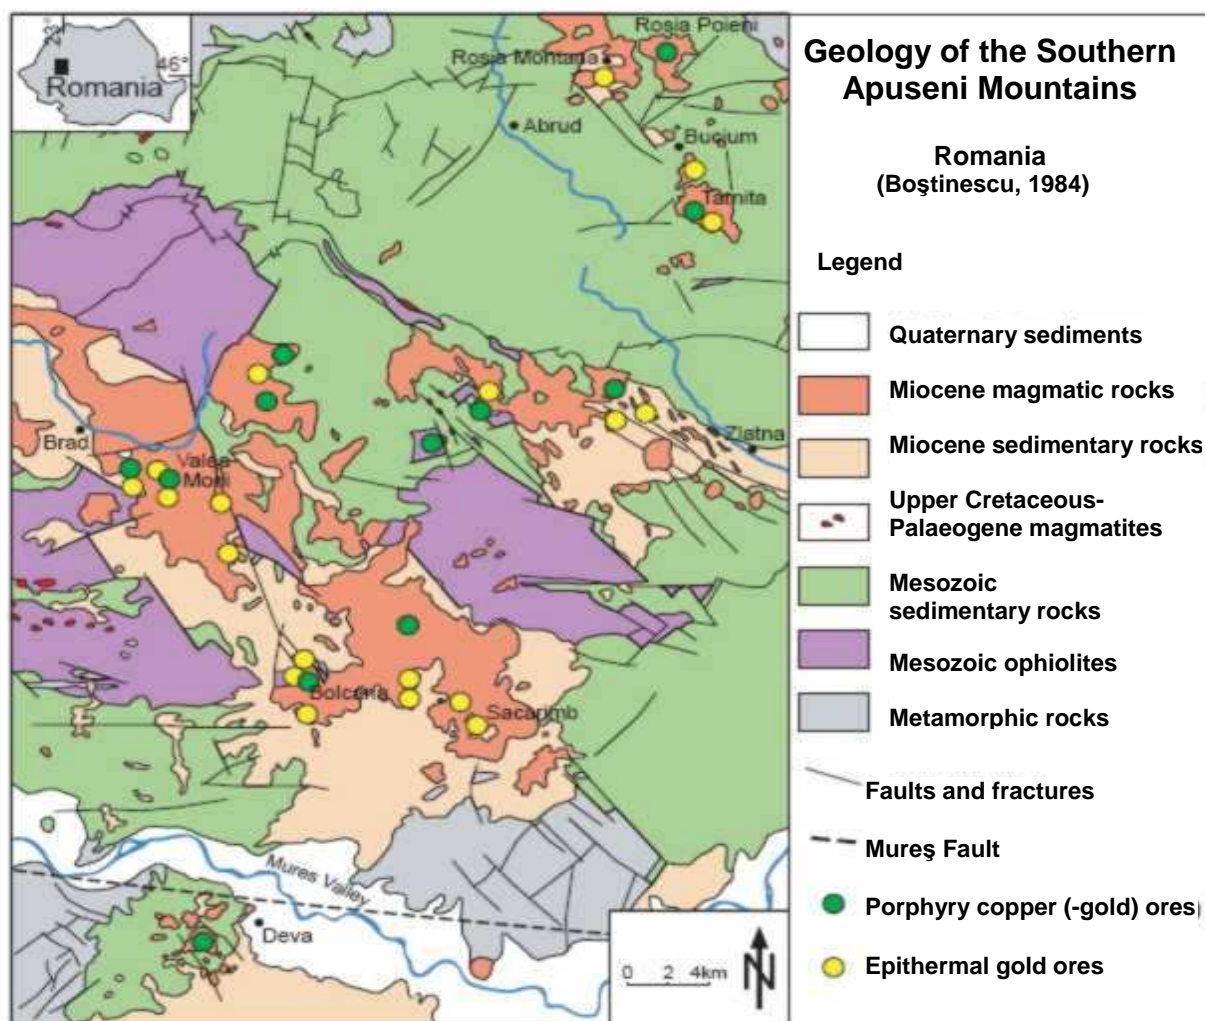 Geology of the Southern
Apuseni Mountains
Romania
(Boştinescu, 1984)
Legend
Quaternary sediments
Miocene magmatic rocks
Miocene sedimentary rocks
Upper Cretaceous-
Palaeogene magmatites
Mesozoic
sedimentary rocks
Mesozoic ophiolites
Metamorphic rocks
Faults and fractures
Mureş Fault
Porphyry copper (-gold) ores
Epithermal gold ores
23°
46°
Romania
Rosia Poieni
Rosia Montana
Abrud
Bucium
Tarnita
Brad
Valea
Morii
Zlatna
Bolcana
Sacarimb
Mures Valley
Deva
0 2 4km
N